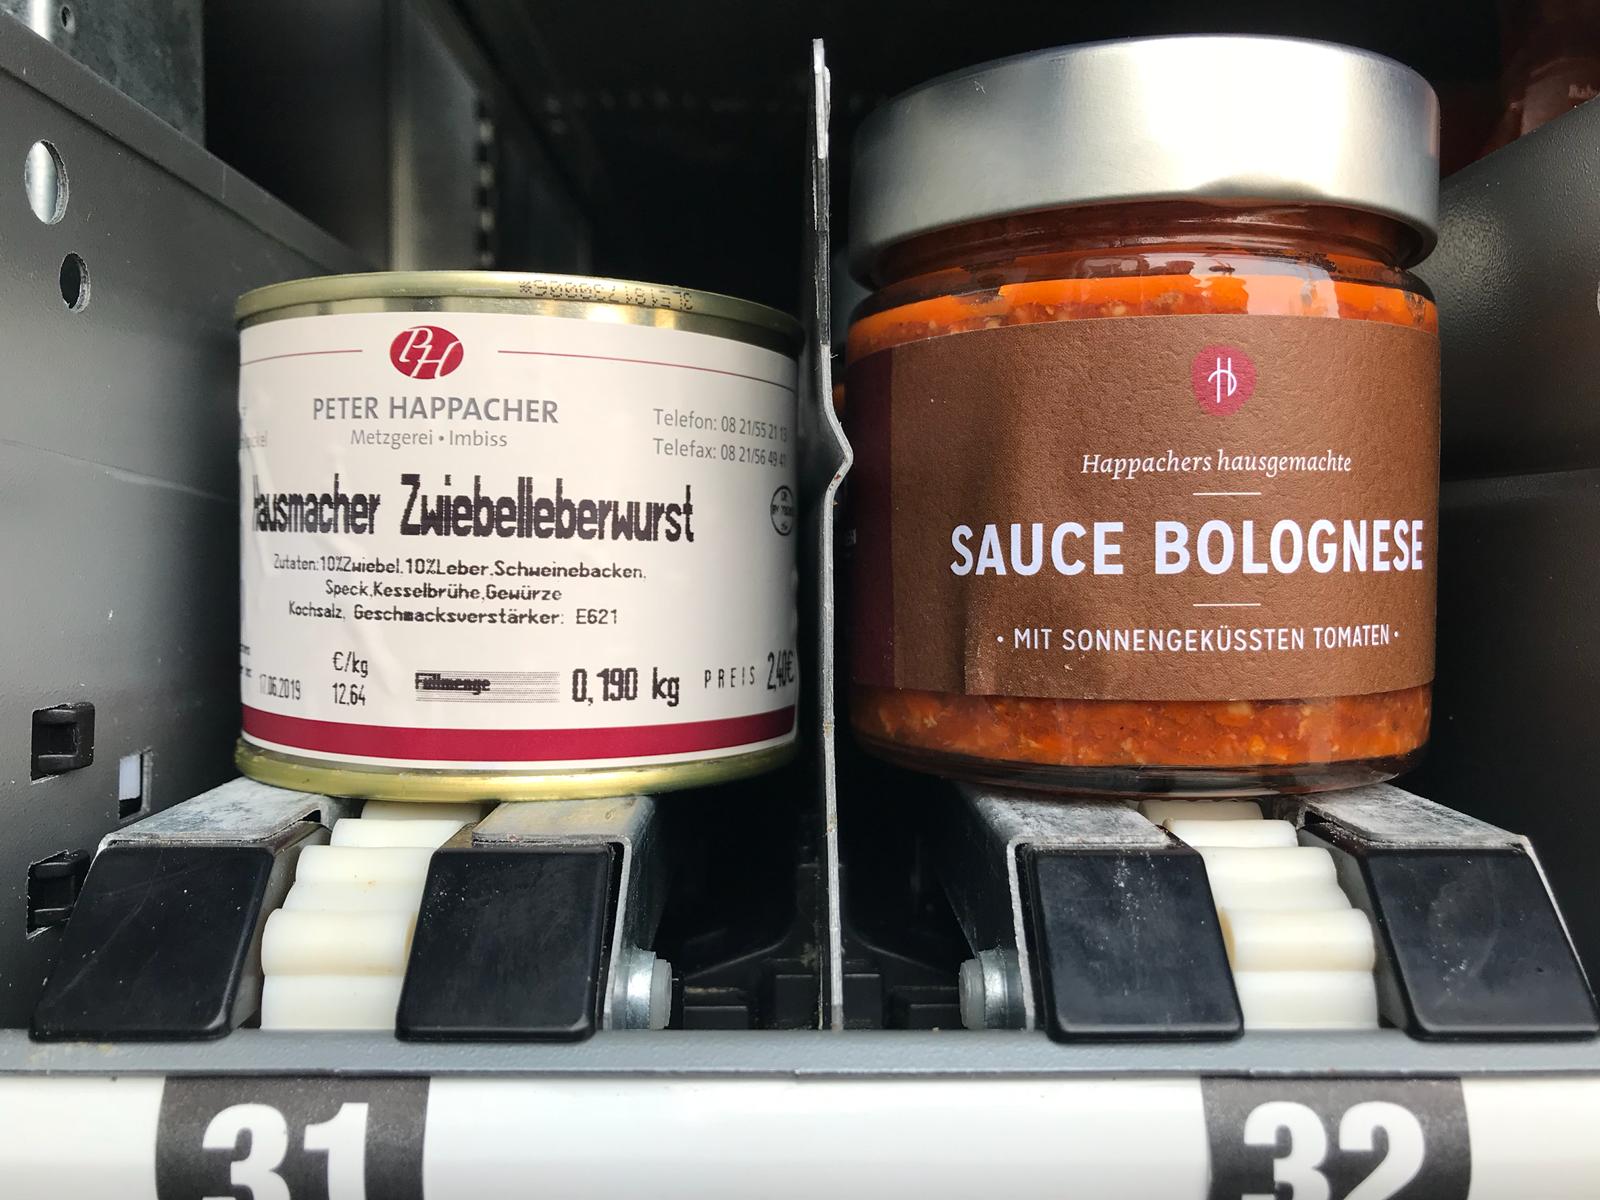 PH
PETER HAPPACHER
Metzgerei • Imbiss
Telefon: 08 21/55 21 13
Telefax: 08 21/56 49 41
Hausmacher Zwiebelleberwurst
Zutaten:10%Zwiebel,10%Leber,Schweinebacken,
Speck,Kesselbrühe,Gewürze
Kochsalz, Geschmacksverstärker: E621
€/kg
17.06.2019
12,64
Füllmenge
0,190 kg
PREIS 2,40€
31
H
Happachers hausgemachte
SAUCE BOLOGNESE
• MIT SONNENGEKÜSSTEN TOMATEN •
32